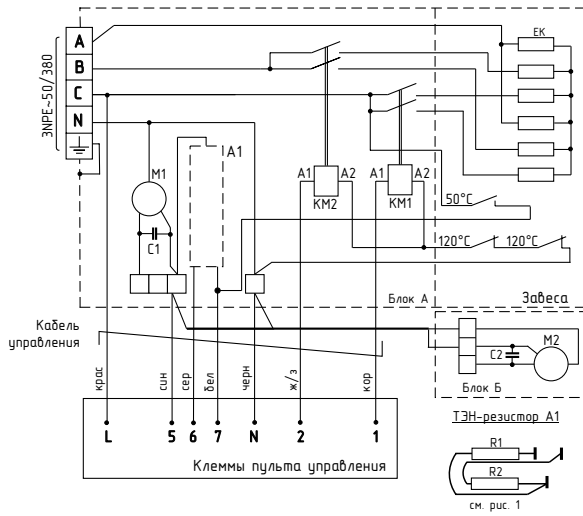 3NPE~50/380
A
B
C
N
EK
M1
A1
C1
A1
A2
KM2
A1
A2
KM1
50°C
120°C
120°C
Блок А
Завеса
Кабель
управления
крас
син
сер
бел
черн
ж/з
кор
C2
M2
Блок Б
L
5
6
7
N
2
1
Клеммы пульта управления
ТЭН-резистор А1
R1
R2
см. рис. 1